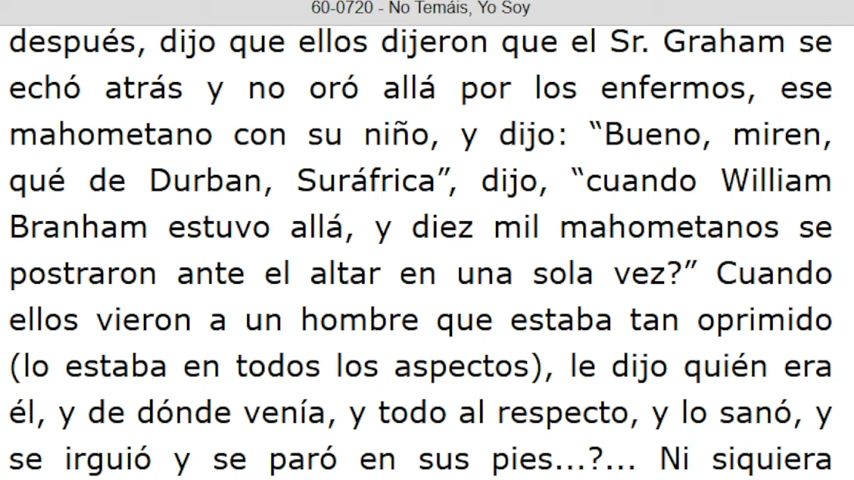 60-0720 - No Temáis, Yo Soy
después, dijo que ellos dijeron que el Sr. Graham se
echó atrás y no oró allá por los enfermos, ese
mahometano con su niño, y dijo: “Bueno, miren,
qué de Durban, Suráfrica”, dijo, “cuando William
Branham estuvo allá, y diez mil mahometanos se
postraron ante el altar en una sola vez?” Cuando
ellos vieron a un hombre que estaba tan oprimido
(lo estaba en todos los aspectos), le dijo quién era
él, y de dónde venía, y todo al respecto, y lo sanó, y
se irguió y se paró en sus pies...?... Ni siquiera